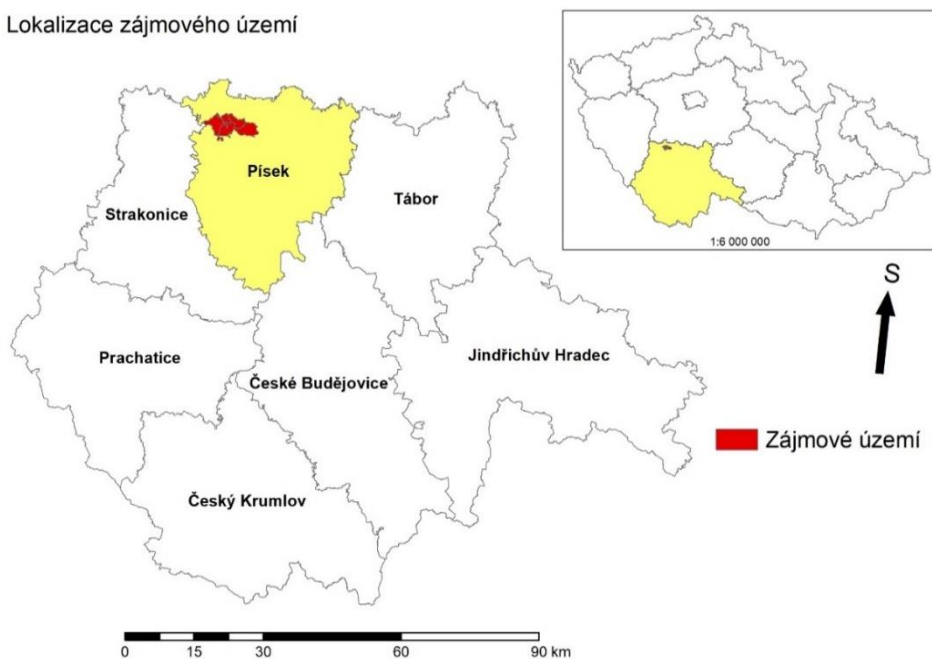 Lokalizace zájmového území
1:6 000 000
Písek
Tábor
Strakonice
S
Prachatice
Jindřichův Hradec
České Budějovice
Zájmové území
Český Krumlov
0 15 30 60 90 km